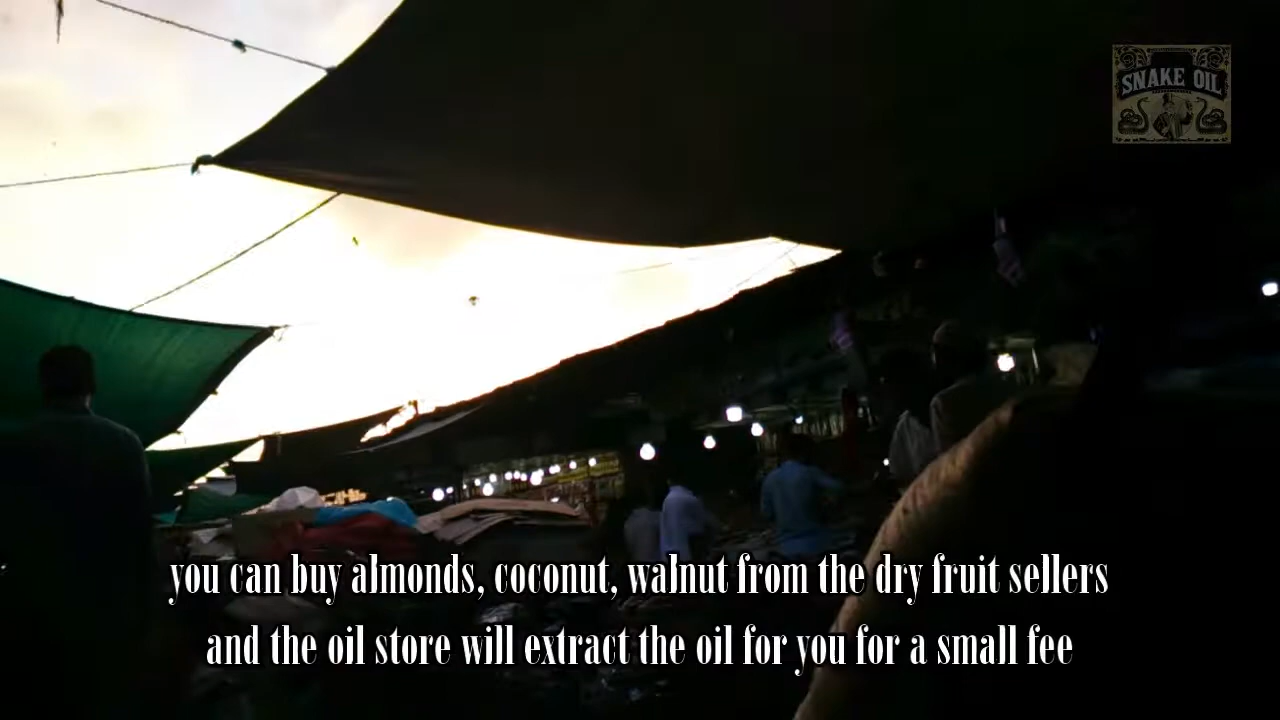 SNAKE OIL
you can buy almonds, coconut, walnut from the dry fruit sellers
and the oil store will extract the oil for you for a small fee